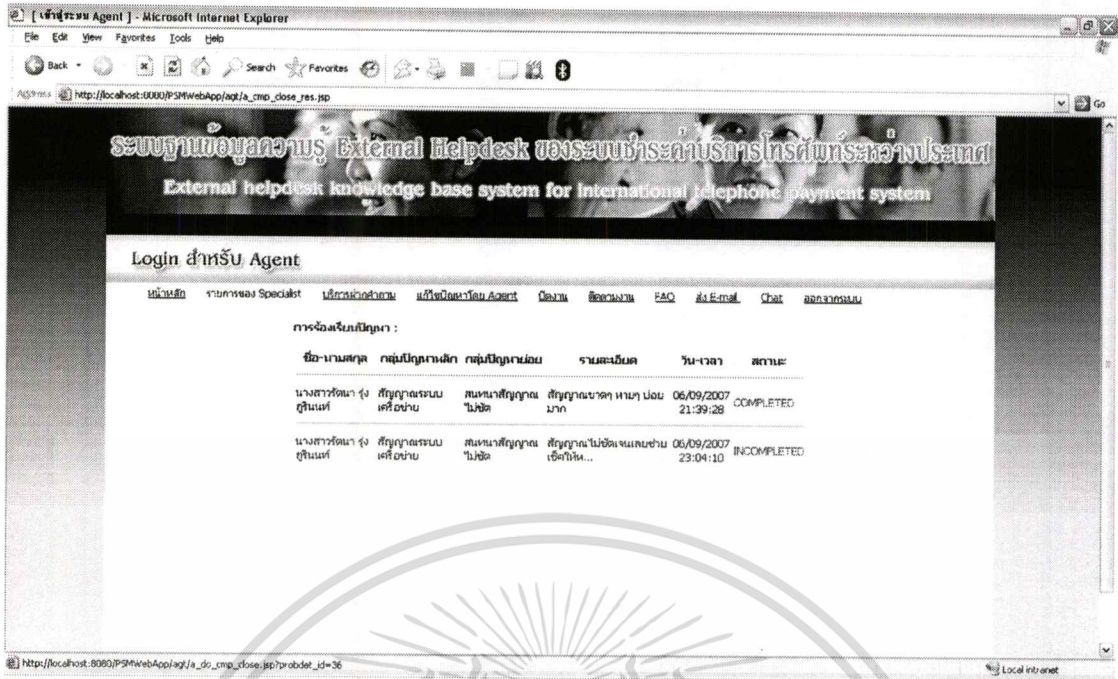 [ เข้าสู่ระบบ Agent ] - Microsoft Internet Explorer
File Edit View Favorites Tools Help
Back Search Favorites
Address http://localhost:8080/PSMWebApp/agt/a_cmp_close_res.jsp Go
ระบบฐานข้อมูลความรู้ External Helpdesk ของระบบชำระค่าบริการโทรศัพท์ระหว่างประเทศ
External helpdesk knowledge base system for international telephone payment system
Login สำหรับ Agent
หน้าหลัก รายการของ Specialist บริการฝากคำถาม แก้ไขปัญหาโดย Agent ปิดงาน ติดตามงาน FAQ ส่ง E-mail Chat ออกจากระบบ
การร้องเรียนปัญหา :
ชื่อ-นามสกุล กลุ่มปัญหาหลัก กลุ่มปัญหาย่อย รายละเอียด วัน-เวลา สถานะ
นางสาวรัตนา รุ่ง สัญญาณระบบ สนทนาสัญญาณ สัญญาณขาดๆ หายๆ บ่อย 06/09/2007 COMPLETED
ภูรินนท์ เครือข่าย ไม่ชัด มาก 21:39:28
นางสาวรัตนา รุ่ง สัญญาณระบบ สนทนาสัญญาณ สัญญาณไม่ชัดเจนเลยช่วย 06/09/2007 INCOMPLETED
ภูรินนท์ เครือข่าย ไม่ชัด เช็คให้ห... 23:04:10
http://localhost:8080/PSMWebApp/agt/a_do_cmp_close.jsp?probdet_id=36 Local intranet